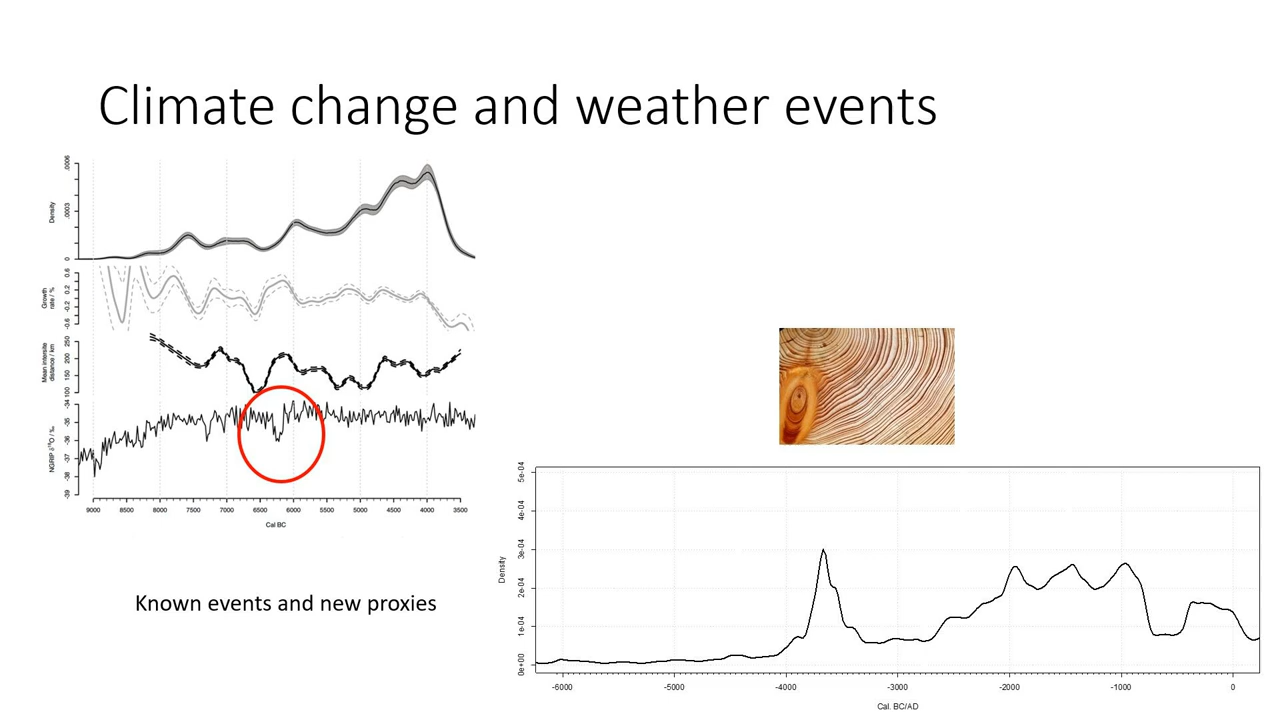 Climate change and weather events
Density
0
.0003
.0006
Growth
rate / %
-0.6
-0.2
0.2
0.6
Mean intersite
distance / km
100
150
200
250
NGRIP δ18O / ‰
-39
-38
-37
-36
-35
-34
9000 8500 8000 7500 7000 6500 6000 5500 5000 4500 4000 3500
Cal BC
Known events and new proxies
Density
0e+00
1e-04
2e-04
3e-04
4e-04
5e-04
-6000 -5000 -4000 -3000 -2000 -1000 0
Cal. BC/AD